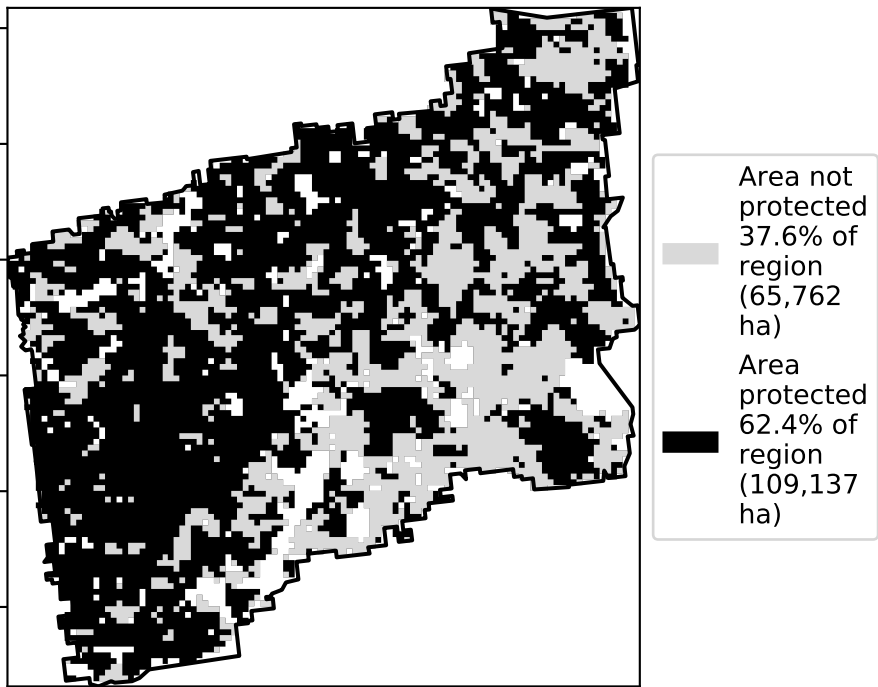 Area not
protected
37.6% of
region
(65,762
ha)
Area
protected
62.4% of
region
(109,137
ha)